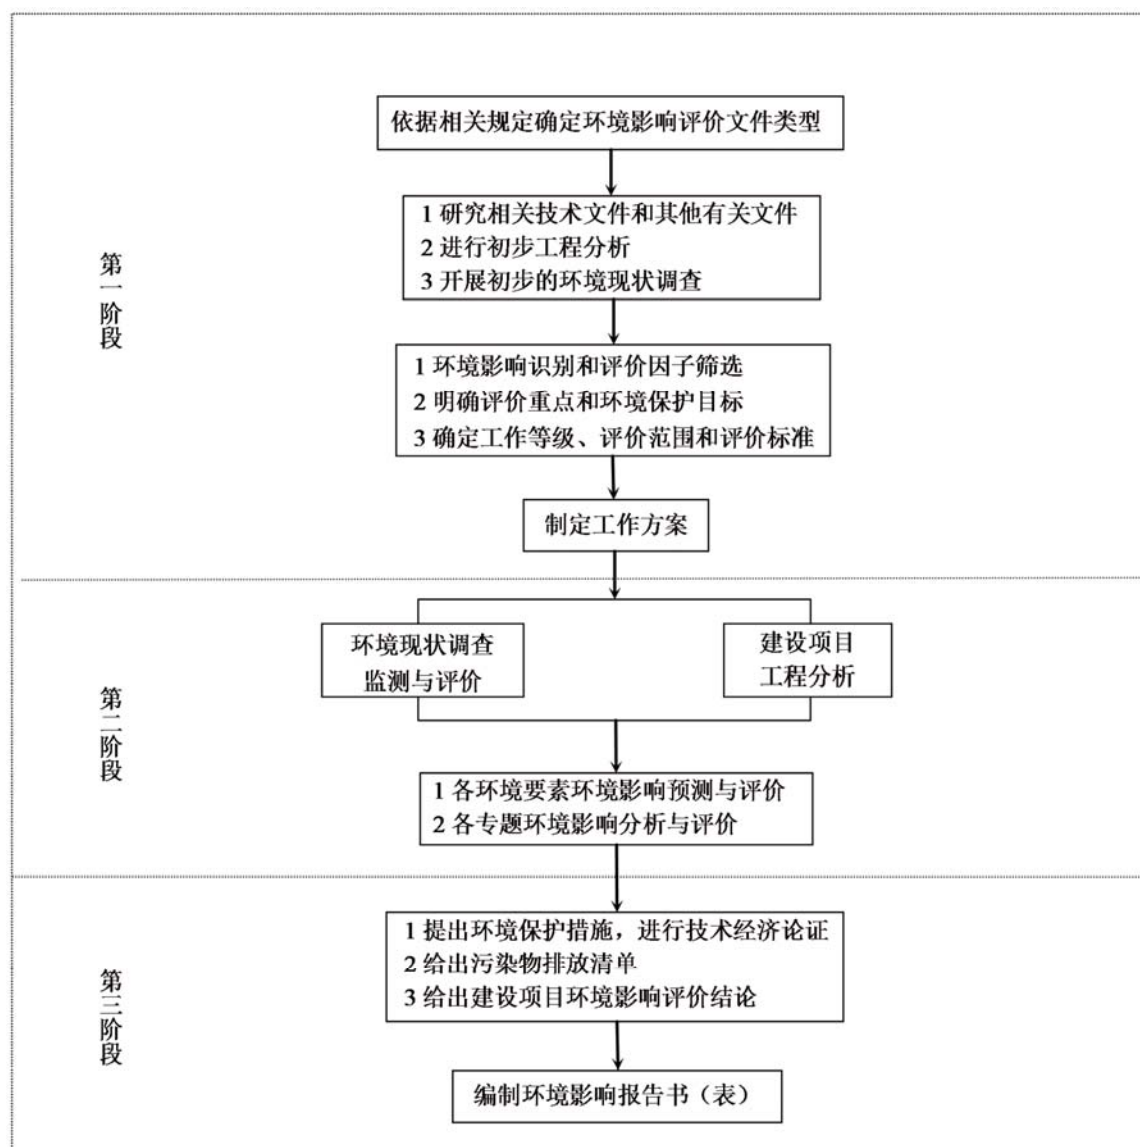 依据相关规定确定环境影响评价文件类型
1 研究相关技术文件和其他有关文件
2 进行初步工程分析
3 开展初步的环境现状调查
第一阶段
1 环境影响识别和评价因子筛选
2 明确评价重点和环境保护目标
3 确定工作等级、评价范围和评价标准
制定工作方案
环境现状调查
监测与评价
建设项目
工程分析
第二阶段
1 各环境要素环境影响预测与评价
2 各专题环境影响分析与评价
1 提出环境保护措施，进行技术经济论证
2 给出污染物排放清单
3 给出建设项目环境影响评价结论
第三阶段
编制环境影响报告书（表）